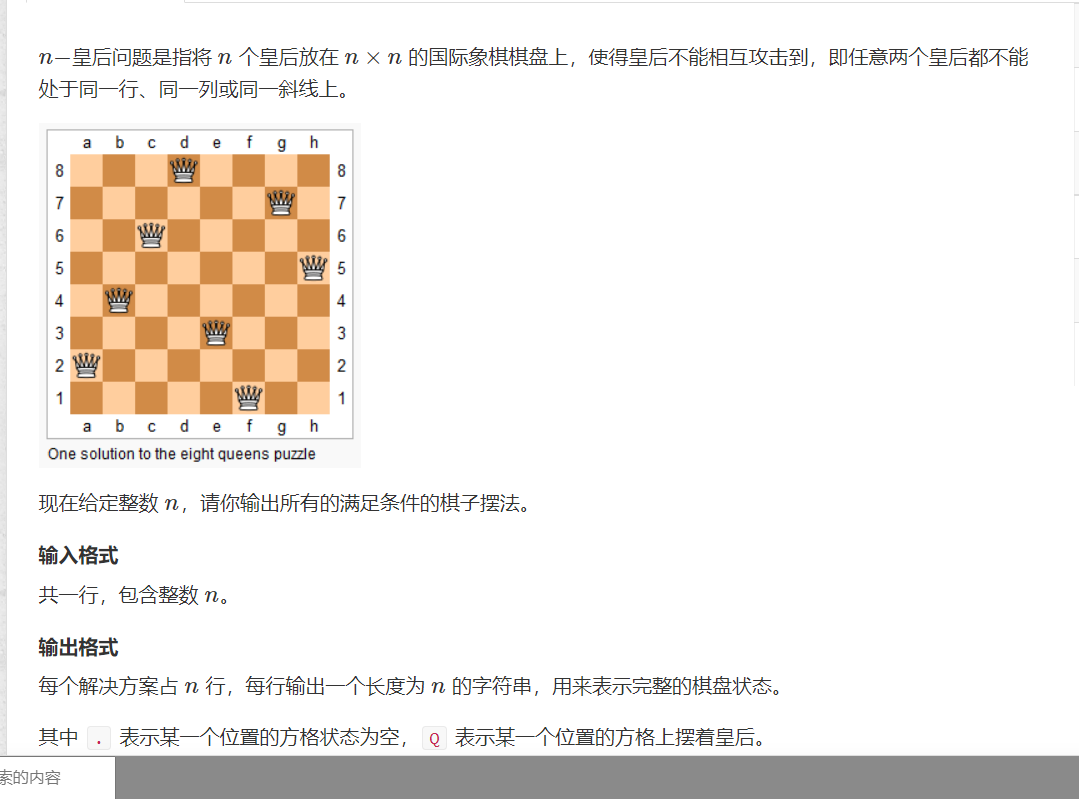 n−皇后问题是指将 n 个皇后放在 n × n 的国际象棋棋盘上，使得皇后不能相互攻击到，即任意两个皇后都不能
处于同一行、同一列或同一斜线上。
a b c d e f g h
8 8
7 7
6 6
5 5
4 4
3 3
2 2
1 1
a b c d e f g h
One solution to the eight queens puzzle
现在给定整数 n，请你输出所有的满足条件的棋子摆法。
输入格式
共一行，包含整数 n。
输出格式
每个解决方案占 n 行，每行输出一个长度为 n 的字符串，用来表示完整的棋盘状态。
其中 . 表示某一个位置的方格状态为空，Q 表示某一个位置的方格上摆着皇后。
索的内容